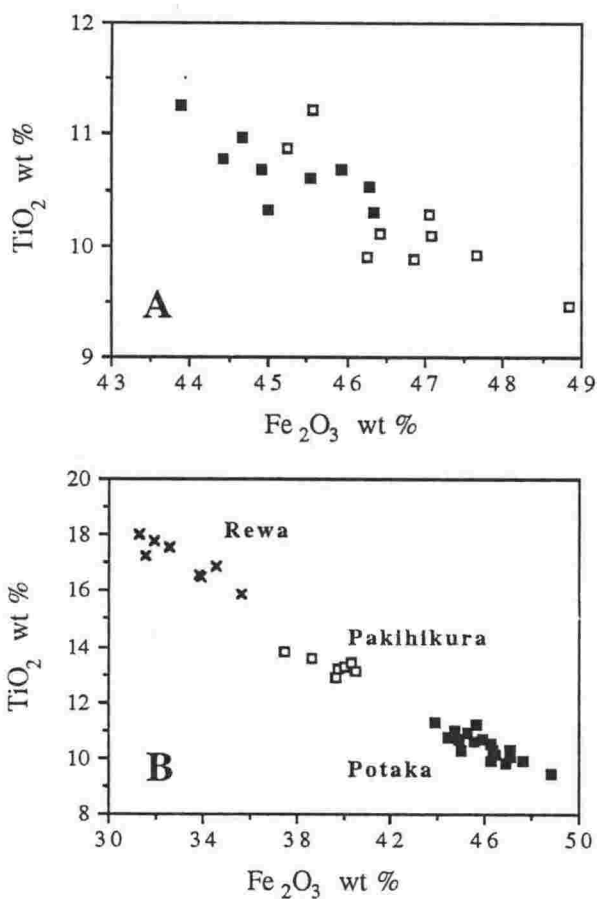 12
11
10
9
TiO2 wt %
A
43 44 45 46 47 48 49
Fe2O3 wt %
20
18
16
14
12
10
8
TiO2 wt %
Rewa
Pakihikura
Potaka
B
30 34 38 42 46 50
Fe2O3 wt %